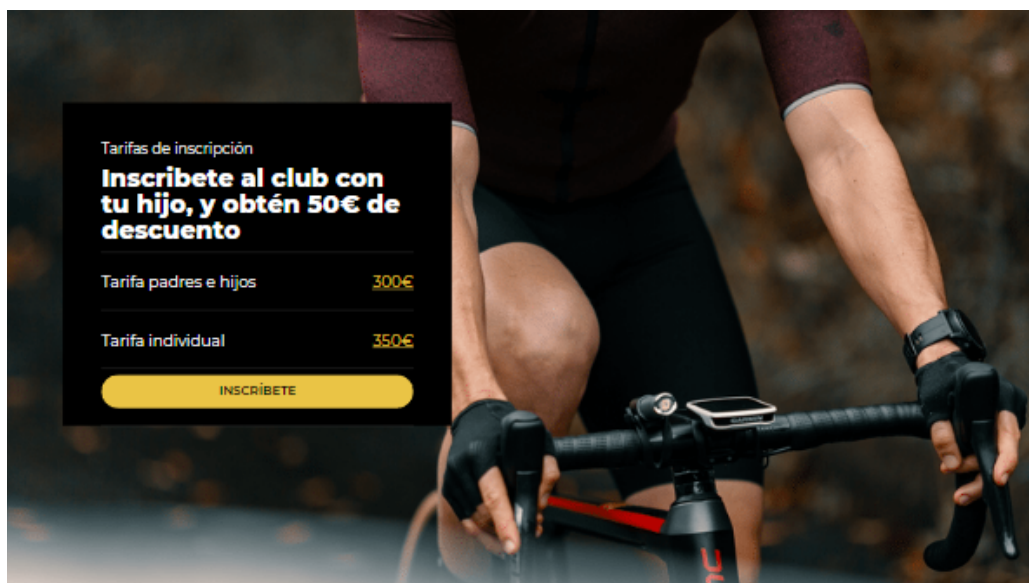 Tarifas de inscripción
Inscribete al club con
tu hijo, y obtén 50€ de
descuento
Tarifa padres e hijos 300€
Tarifa individual 350€
INSCRÍBETE
GARMIN